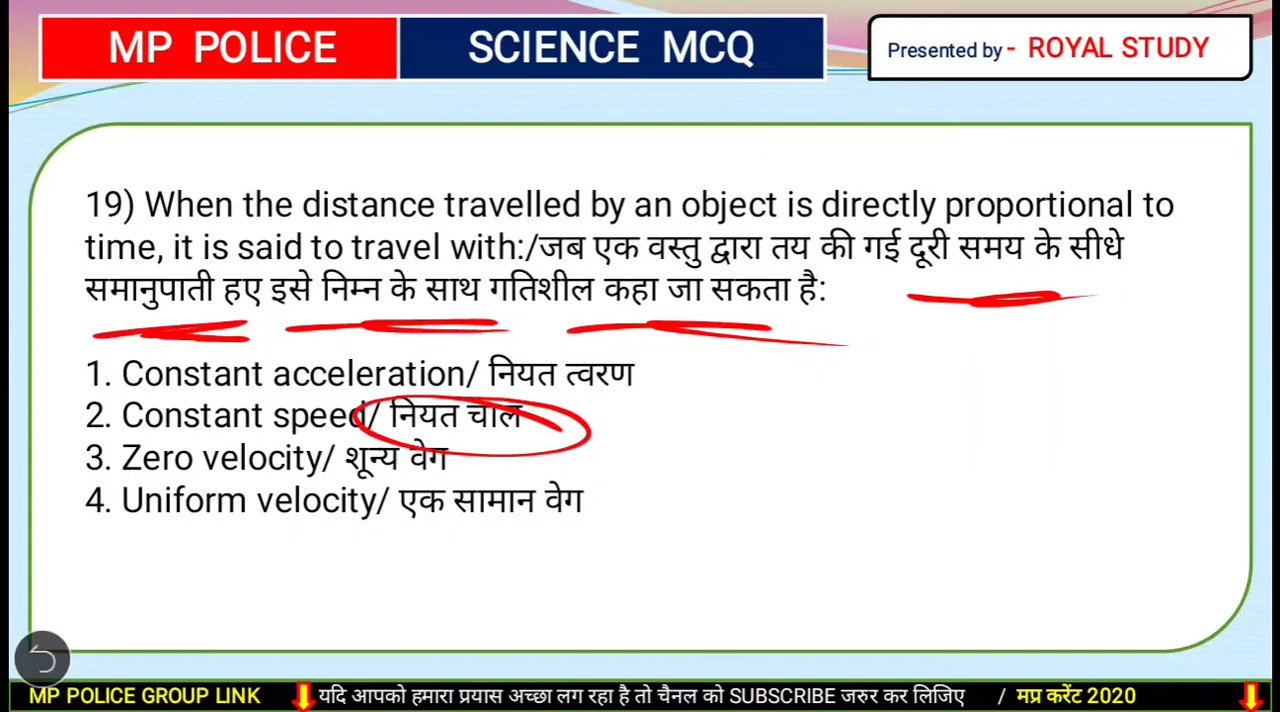 MP POLICE
SCIENCE MCQ
Presented by - ROYAL STUDY
19) When the distance travelled by an object is directly proportional to
time, it is said to travel with:/जब एक वस्तु द्वारा तय की गई दूरी समय के सीधे
समानुपाती हए इसे निम्न के साथ गतिशील कहा जा सकता है:
1. Constant acceleration/ नियत त्वरण
2. Constant speed/ नियत चाल
3. Zero velocity/ शून्य वेग
4. Uniform velocity/ एक सामान वेग
MP POLICE GROUP LINK यदि आपको हमारा प्रयास अच्छा लग रहा है तो चैनल को SUBSCRIBE जरुर कर लिजिए / मप्र करेंट 2020